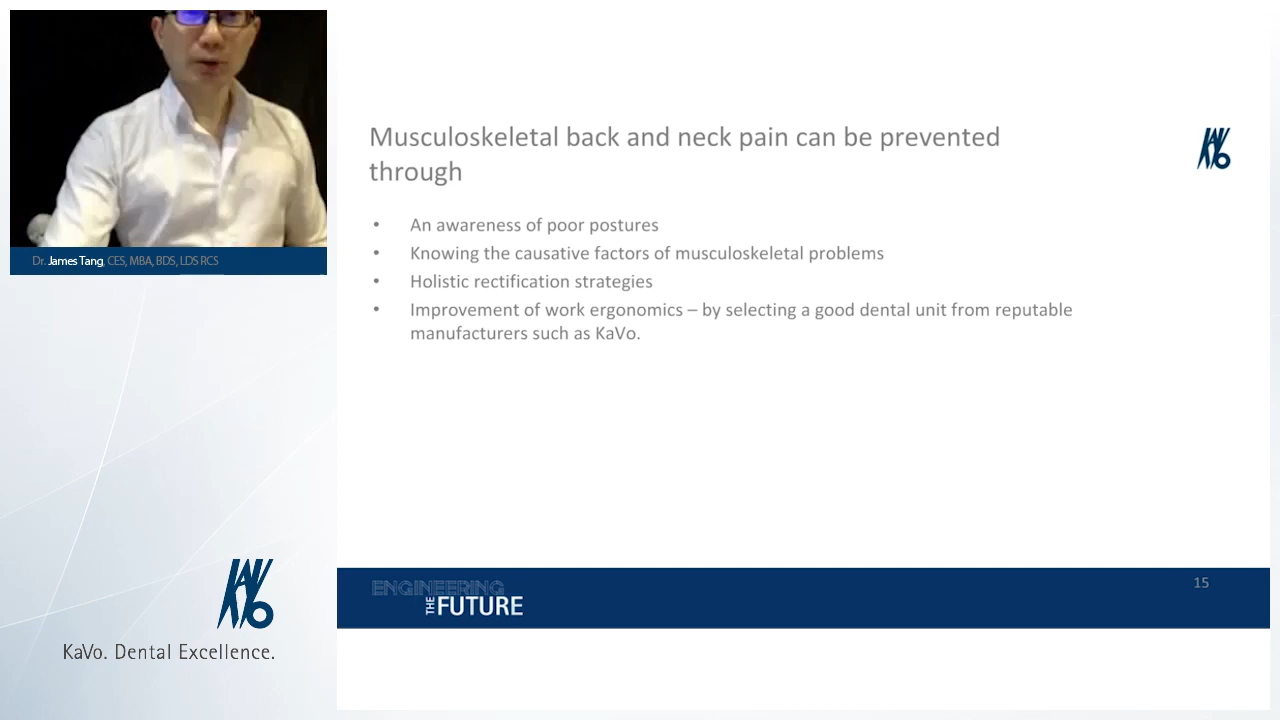 Dr. James Tang, CES, MBA, BDS, LDS RCS
Musculoskeletal back and neck pain can be prevented
through
• An awareness of poor postures
• Knowing the causative factors of musculoskeletal problems
• Holistic rectification strategies
• Improvement of work ergonomics – by selecting a good dental unit from reputable
manufacturers such as KaVo.
KAVO
KAVO
KaVo. Dental Excellence.
ENGINEERING
THE FUTURE
15